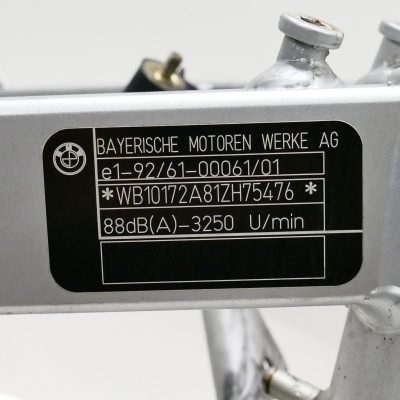 BAYERISCHE MOTOREN WERKE AG
e1-92/61-00061/01
*WB10172A81ZH75476 *
88dB(A)-3250 U/min